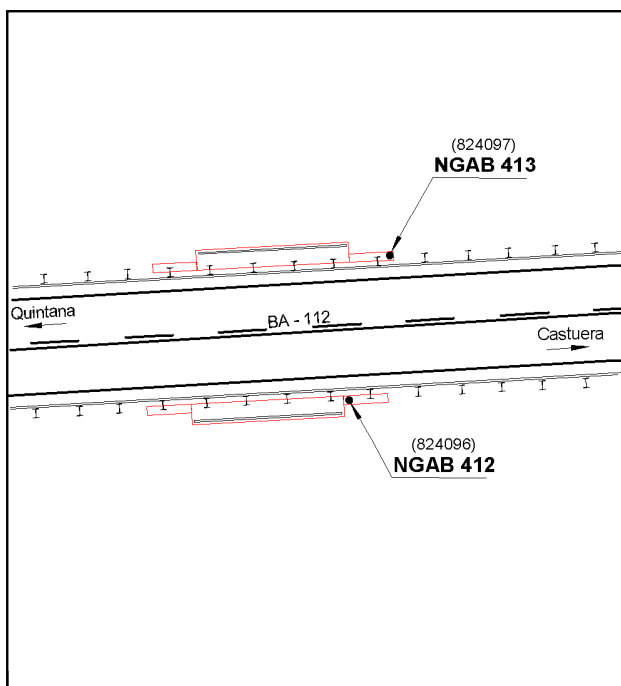 (824097)
NGAB 413
Quintana
BA - 112
Castuera
(824096)
NGAB 412